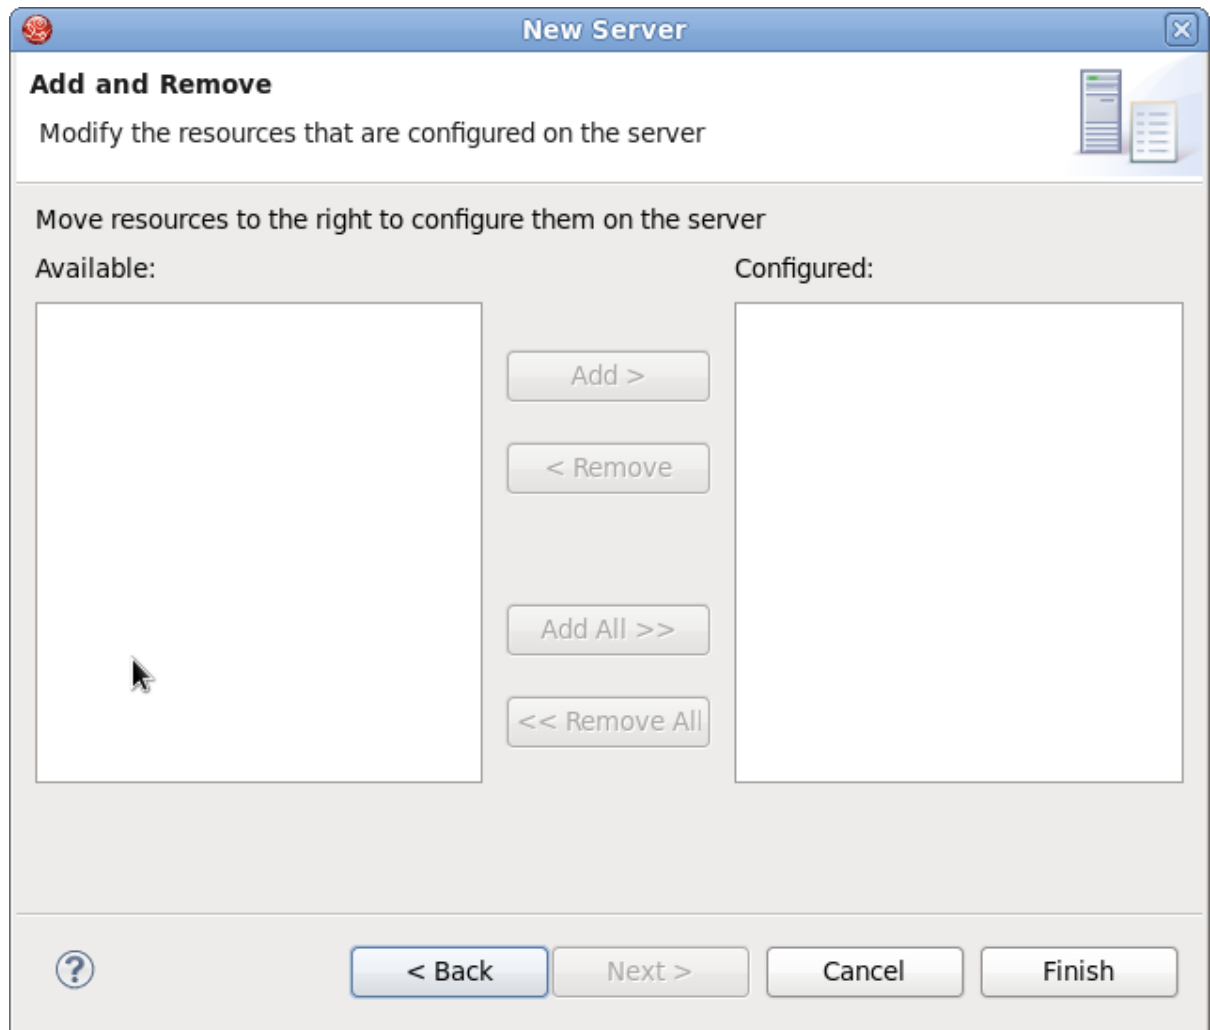 New Server
Add and Remove
Modify the resources that are configured on the server
Move resources to the right to configure them on the server
Available:
Configured:
Add >
< Remove
Add All >>
<< Remove All
?
< Back
Next >
Cancel
Finish